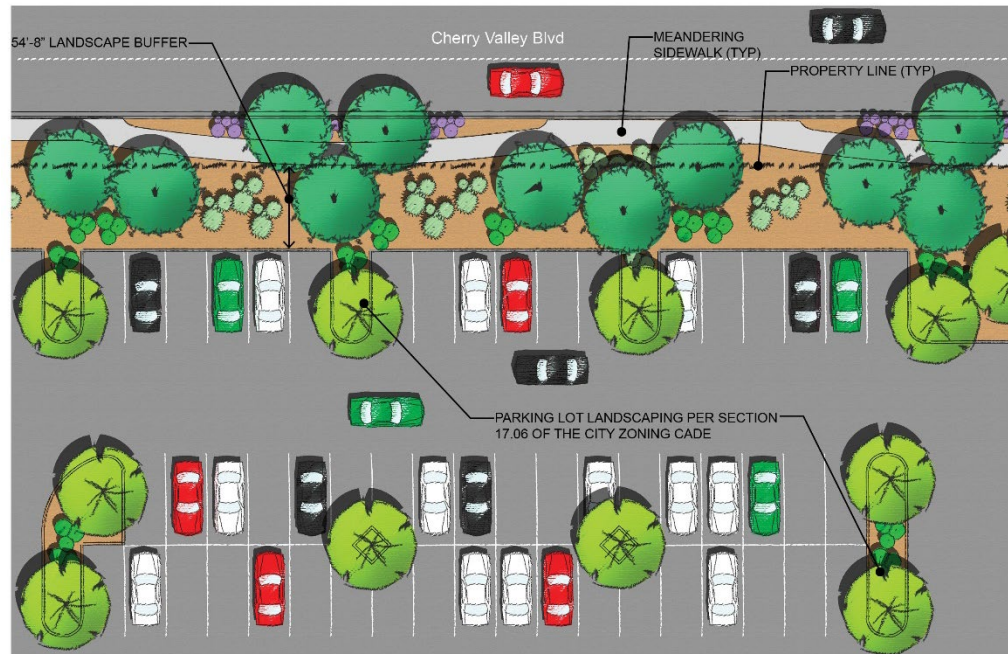 54'-8" LANDSCAPE BUFFER
Cherry Valley Blvd
MEANDERING
SIDEWALK (TYP)
PROPERTY LINE (TYP)
PARKING LOT LANDSCAPING PER SECTION
17.06 OF THE CITY ZONING CADE